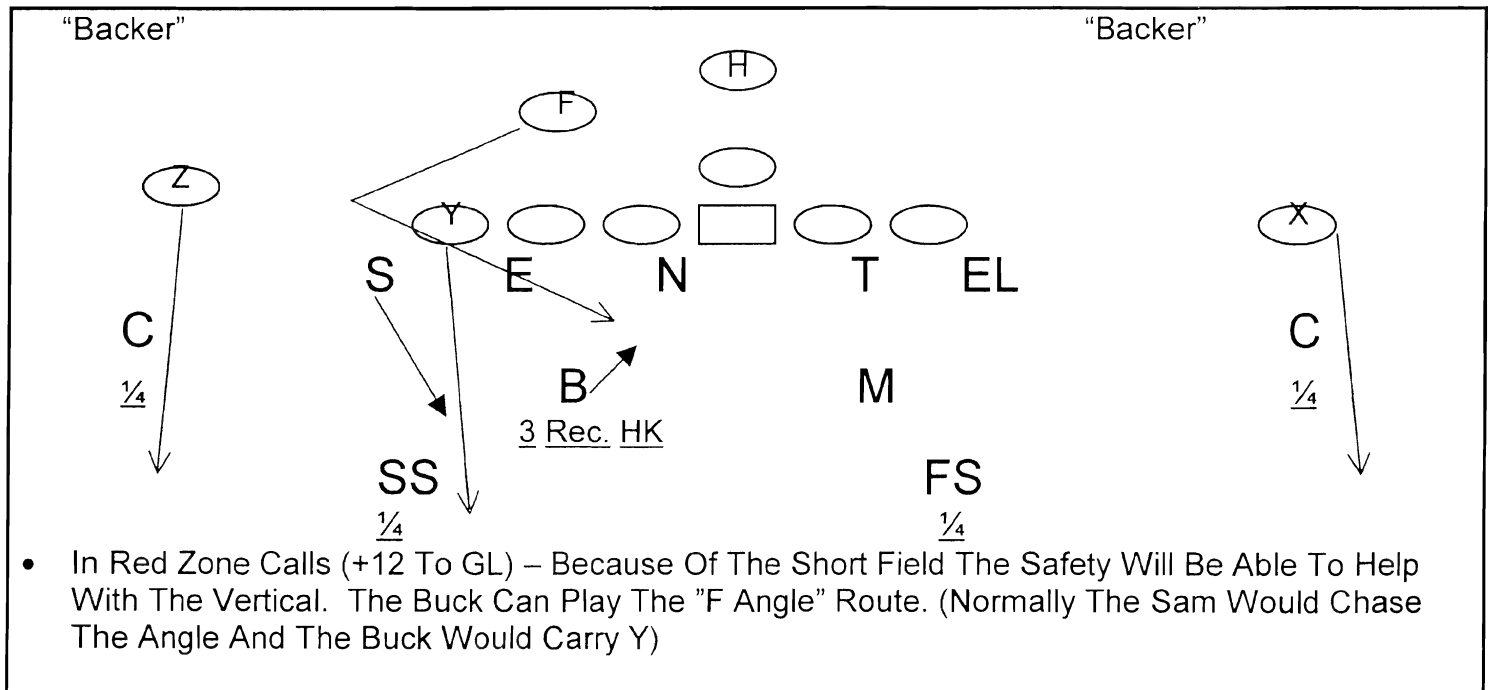 “Backer” “Backer”
H
F
Z
Y X
S E N T EL
C C
B M
¼ ¼
3 Rec. HK
SS FS
¼ ¼
• In Red Zone Calls (+12 To GL) – Because Of The Short Field The Safety Will Be Able To Help
With The Vertical. The Buck Can Play The ”F Angle” Route. (Normally The Sam Would Chase
The Angle And The Buck Would Carry Y)